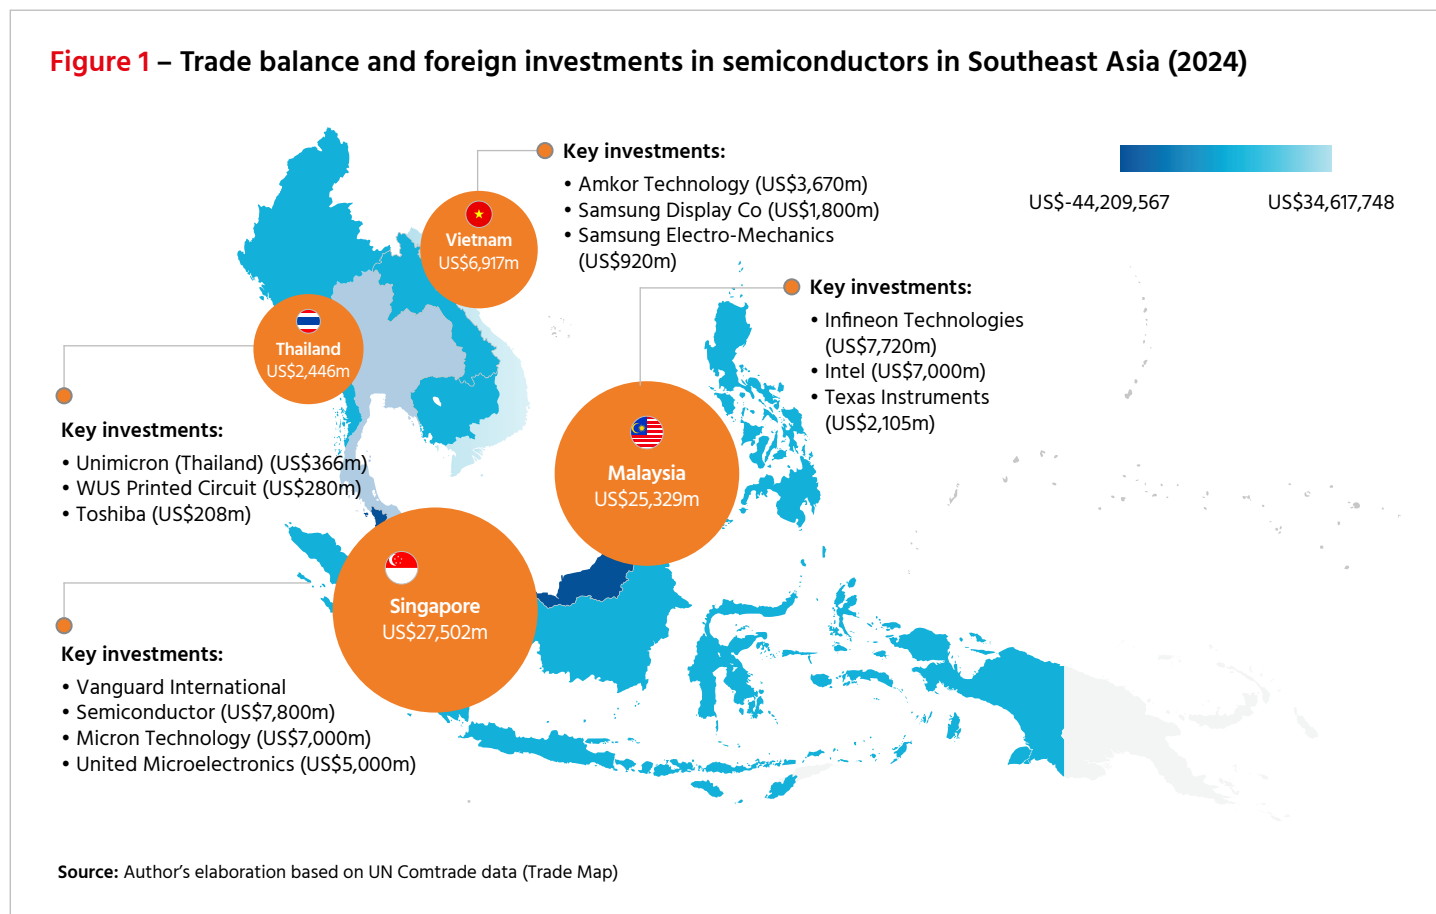 Figure 1 – Trade balance and foreign investments in semiconductors in Southeast Asia (2024)
US$-44,209,567
US$34,617,748
Key investments:
• Amkor Technology (US$3,670m)
• Samsung Display Co (US$1,800m)
• Samsung Electro-Mechanics
(US$920m)
Vietnam
US$6,917m
Key investments:
• Infineon Technologies
(US$7,720m)
• Intel (US$7,000m)
• Texas Instruments
(US$2,105m)
Thailand
US$2,446m
Key investments:
• Unimicron (Thailand) (US$366m)
• WUS Printed Circuit (US$280m)
• Toshiba (US$208m)
Malaysia
US$25,329m
Singapore
US$27,502m
Key investments:
• Vanguard International
• Semiconductor (US$7,800m)
• Micron Technology (US$7,000m)
• United Microelectronics (US$5,000m)
Source: Author’s elaboration based on UN Comtrade data (Trade Map)